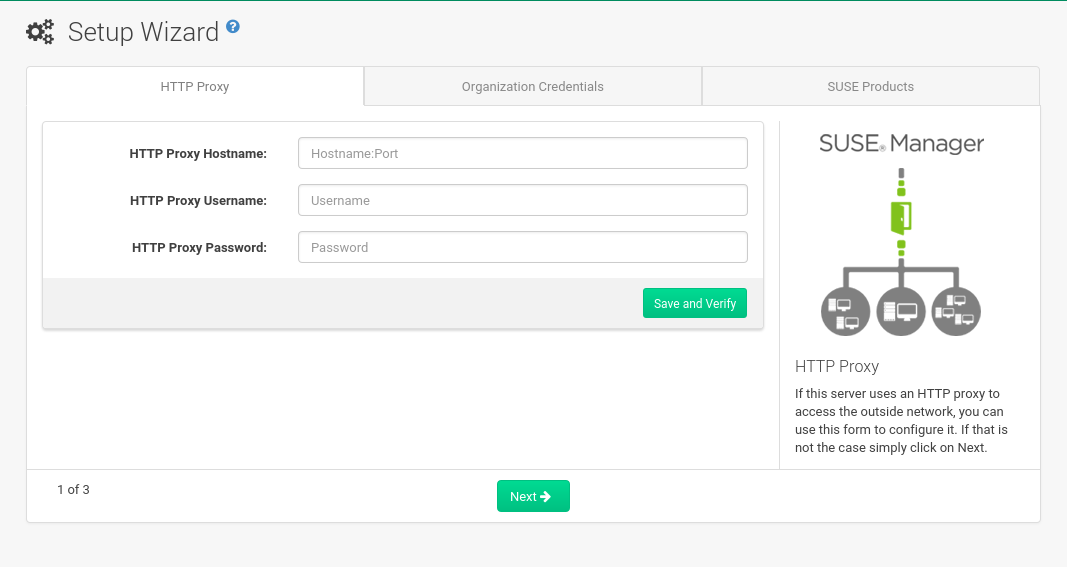 Setup Wizard ?
HTTP Proxy
Organization Credentials
SUSE Products
HTTP Proxy Hostname:
Hostname:Port
HTTP Proxy Username:
Username
HTTP Proxy Password:
Password
Save and Verify
SUSE® Manager
HTTP Proxy
If this server uses an HTTP proxy to
access the outside network, you can
use this form to configure it. If that is
not the case simply click on Next.
1 of 3
Next